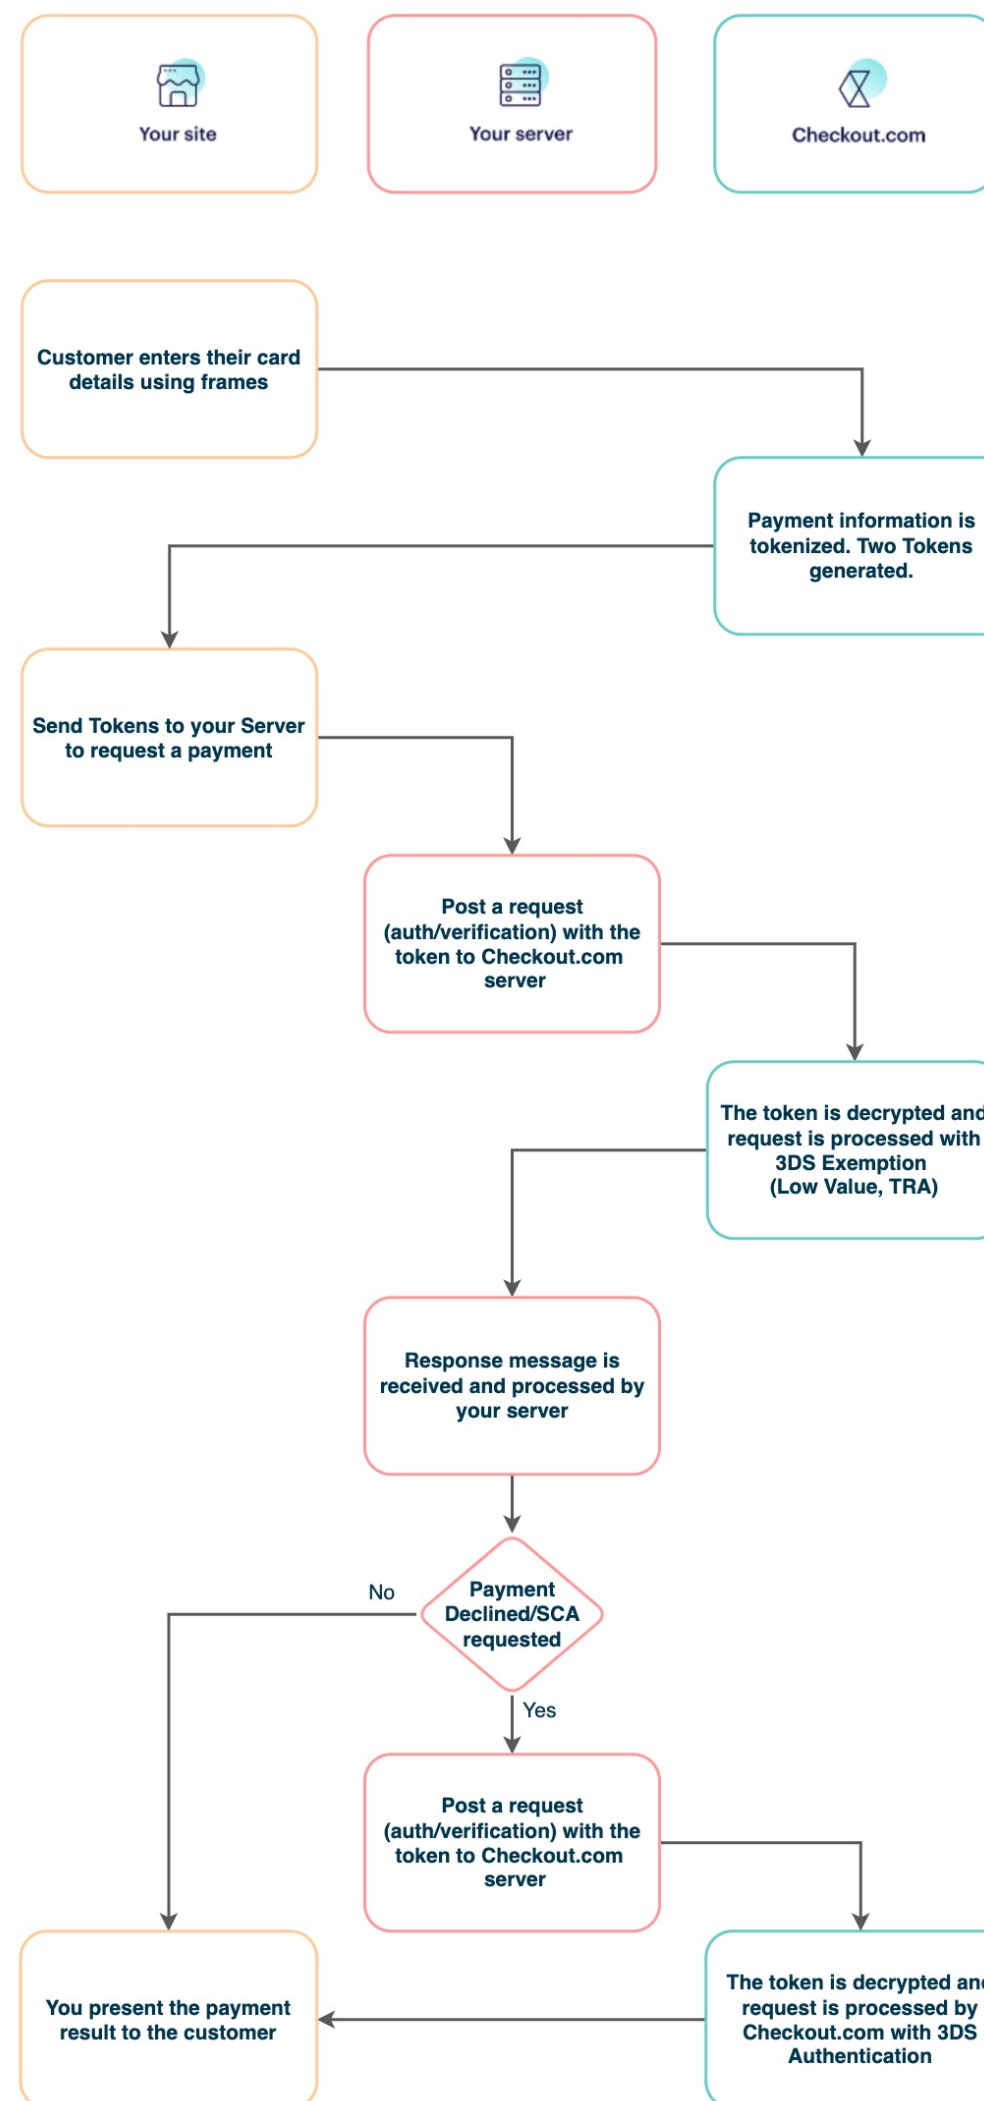 Your site
Your server
Checkout.com
Customer enters their card
details using frames
Payment information is
tokenized. Two Tokens
generated.
Send Tokens to your Server
to request a payment
Post a request
(auth/verification) with the
token to Checkout.com
server
The token is decrypted and
request is processed with
3DS Exemption
(Low Value, TRA)
Response message is
received and processed by
your server
Payment
Declined/SCA
requested
No
Yes
Post a request
(auth/verification) with the
token to Checkout.com
server
You present the payment
result to the customer
The token is decrypted and
request is processed by
Checkout.com with 3DS
Authentication